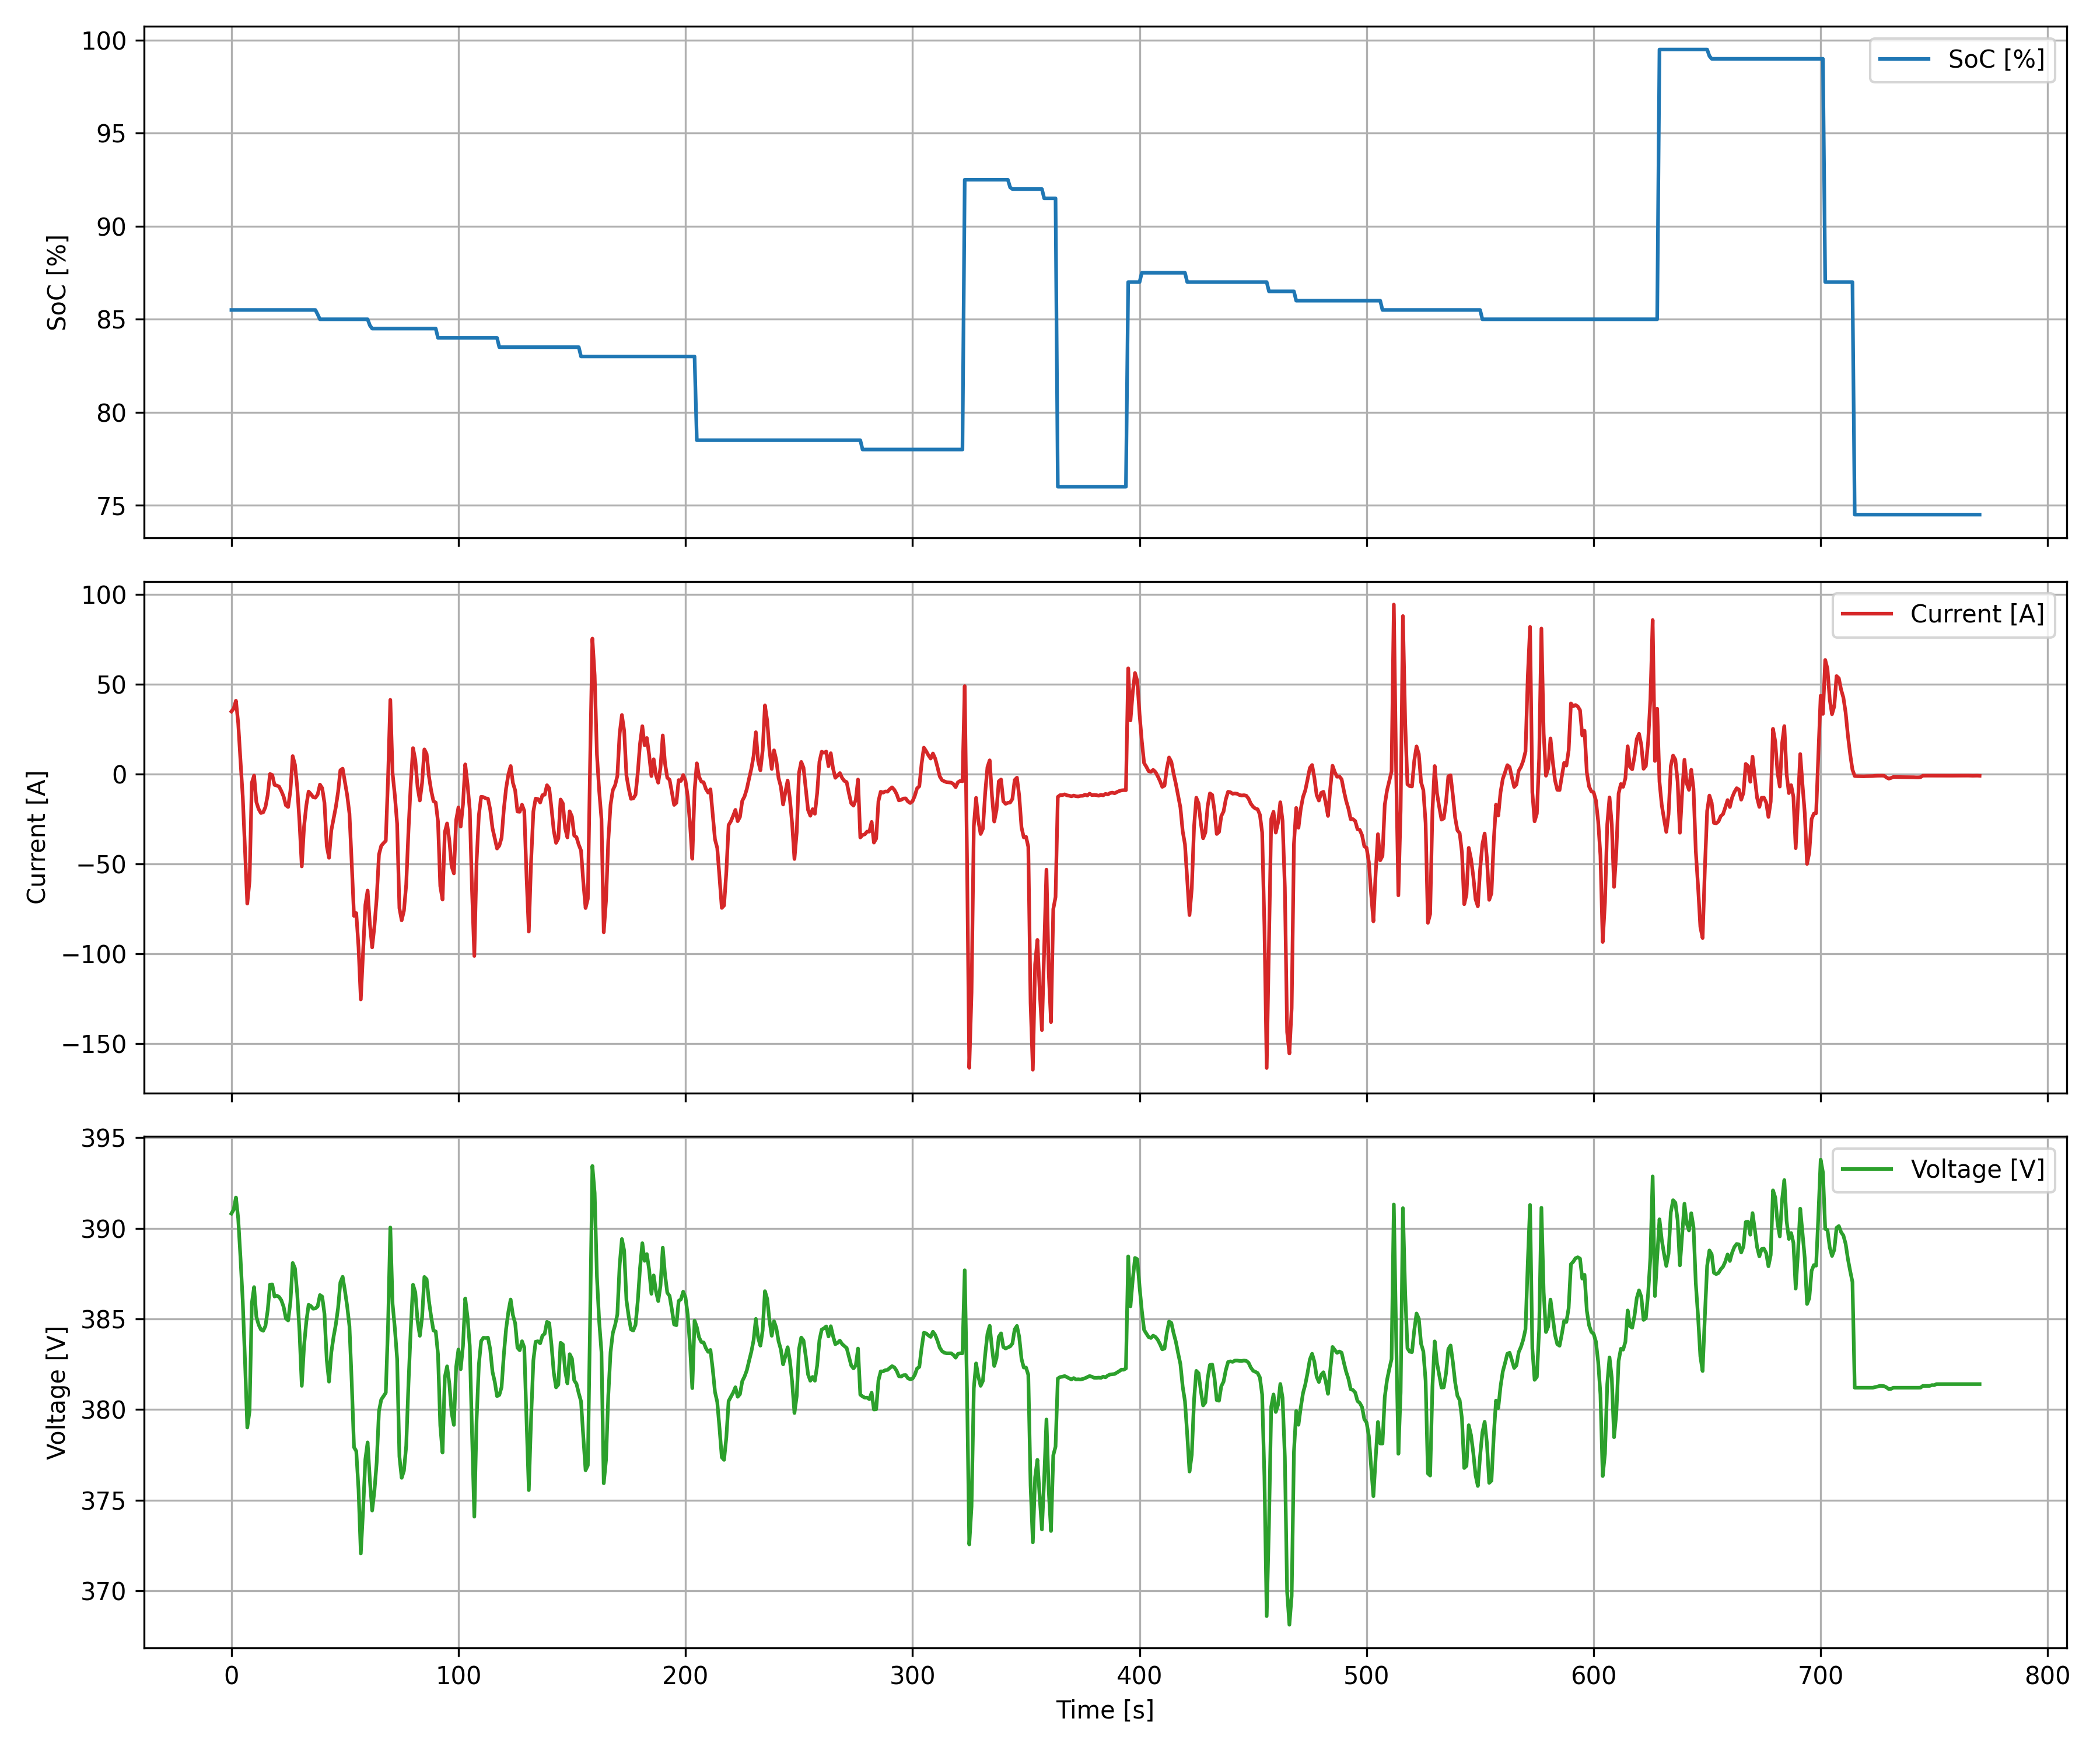 100
95
90
85
80
75
SoC [%]
SoC [%]
100
50
0
−50
−100
−150
Current [A]
Current [A]
395
390
385
380
375
370
Voltage [V]
Voltage [V]
0 100 200 300 400 500 600 700 800
Time [s]